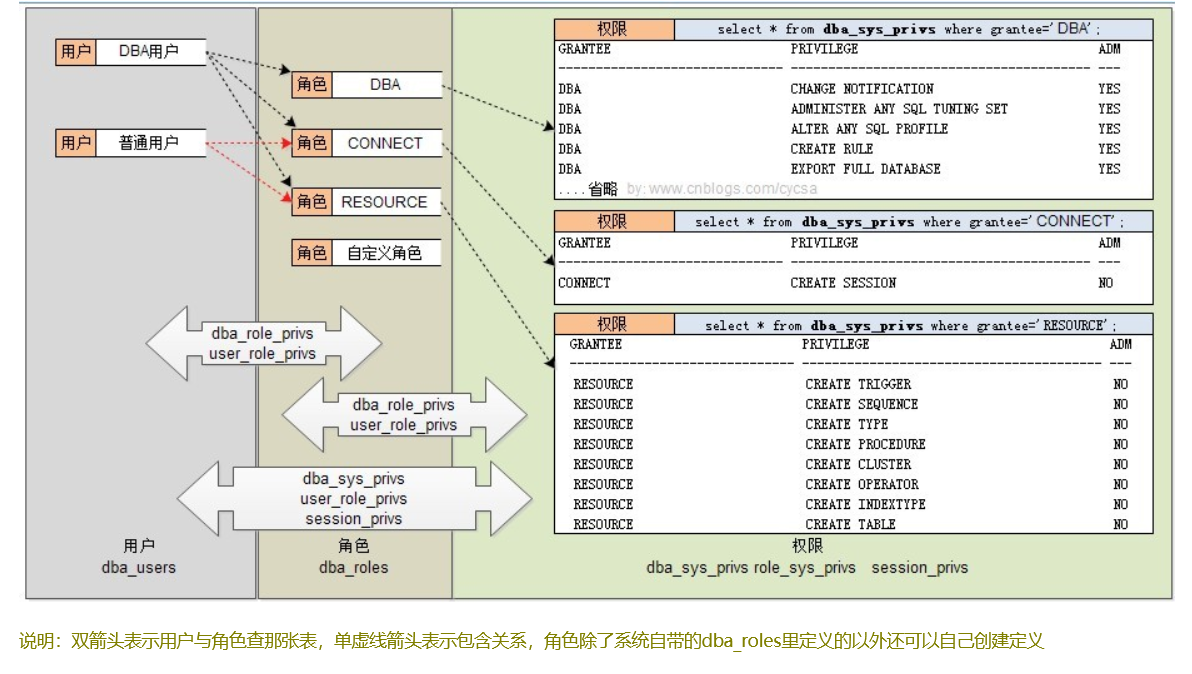 用户 DBA用户
用户 普通用户
角色 DBA
角色 CONNECT
角色 RESOURCE
角色 自定义角色
dba_role_privs
user_role_privs
dba_role_privs
user_role_privs
dba_sys_privs
user_role_privs
session_privs
用户
dba_users
角色
dba_roles
权限 select * from dba_sys_privs where grantee='DBA';
GRANTEE PRIVILEGE ADM
------------------------------ ---------------------------------------- ---
DBA CHANGE NOTIFICATION YES
DBA ADMINISTER ANY SQL TUNING SET YES
DBA ALTER ANY SQL PROFILE YES
DBA CREATE RULE YES
DBA EXPORT FULL DATABASE YES
....省略 by:www.cnblogs.com/cycsa
权限 select * from dba_sys_privs where grantee='CONNECT';
GRANTEE PRIVILEGE ADM
------------------------------ ---------------------------------------- ---
CONNECT CREATE SESSION NO
权限 select * from dba_sys_privs where grantee='RESOURCE';
GRANTEE PRIVILEGE ADM
------------------------------ ---------------------------------------- ---
RESOURCE CREATE TRIGGER NO
RESOURCE CREATE SEQUENCE NO
RESOURCE CREATE TYPE NO
RESOURCE CREATE PROCEDURE NO
RESOURCE CREATE CLUSTER NO
RESOURCE CREATE OPERATOR NO
RESOURCE CREATE INDEXTYPE NO
RESOURCE CREATE TABLE NO
权限
dba_sys_privs role_sys_privs session_privs
说明：双箭头表示用户与角色查那张表，单虚线箭头表示包含关系，角色除了系统自带的dba_roles里定义的以外还可以自己创建定义